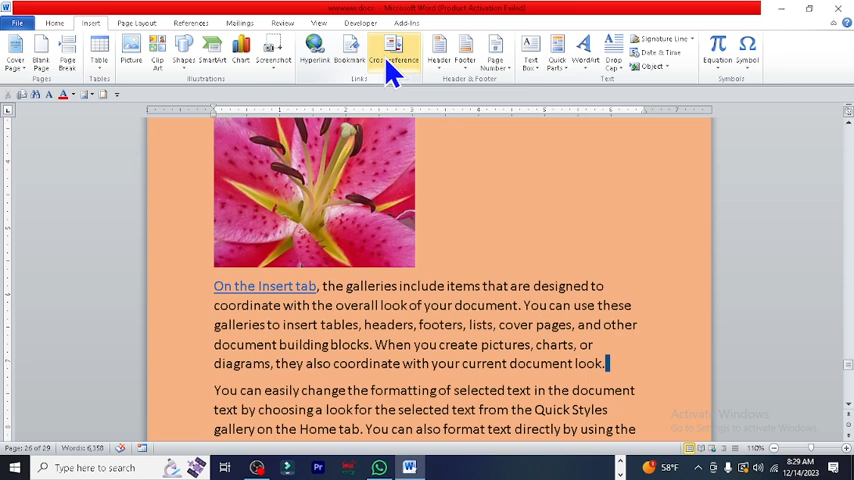 wwwww.docx - Microsoft Word (Product Activation Failed)
File Home Insert Page Layout References Mailings Review View Developer Add-Ins
Cover Page Blank Page Page Break Table Picture Clip Art Shapes SmartArt Chart Screenshot Hyperlink Bookmark Cross-reference Header Footer Page Number Text Box Quick Parts WordArt Drop Cap Signature Line Date & Time Object Equation Symbol
Pages Tables Illustrations Links Header & Footer Text Symbols
On the Insert tab, the galleries include items that are designed to
coordinate with the overall look of your document. You can use these
galleries to insert tables, headers, footers, lists, cover pages, and other
document building blocks. When you create pictures, charts, or
diagrams, they also coordinate with your current document look.
You can easily change the formatting of selected text in the document
text by choosing a look for the selected text from the Quick Styles
gallery on the Home tab. You can also format text directly by using the
Activate Windows
Go to Settings to activate Windows.
Page: 26 of 29 Words: 6,158 110%
Type here to search 58°F 8:29 AM
12/14/2023